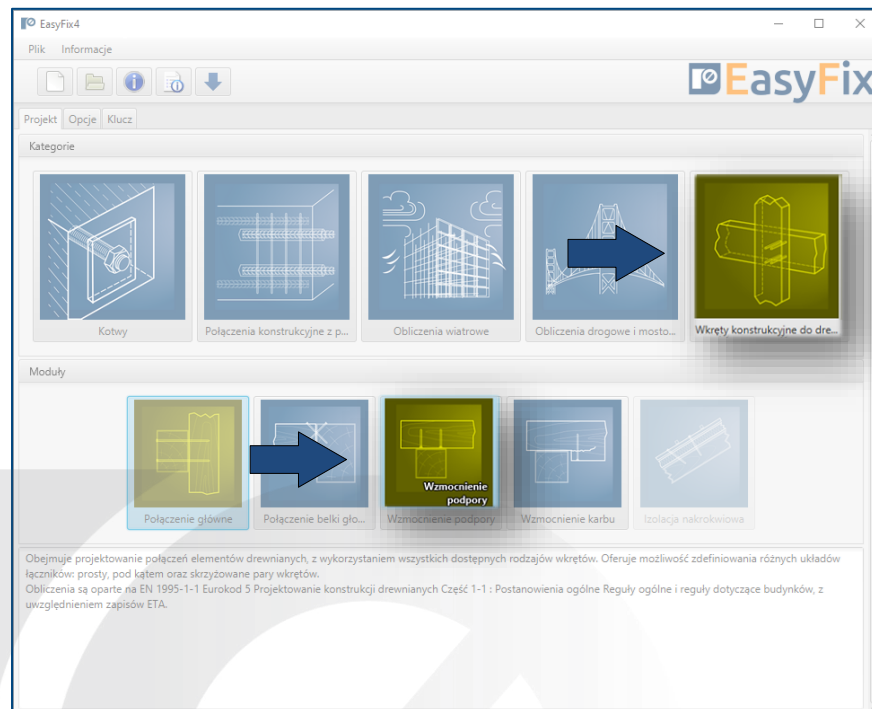 EasyFix4
Plik Informacje
EasyFix
Projekt Opcje Klucz
Kategorie
Kotwy
Połączenia konstrukcyjne z p...
Obliczenia wiatrowe
Obliczenia drogowe i mosto...
Wkręty konstrukcyjne do dre...
Moduły
Wzmocnienie
podpory
Połączenie główne
Połączenie belki gło...
Wzmocnienie podpory
Wzmocnienie karbu
Izolacja nakrokwiowa
Obejmuje projektowanie połączeń elementów drewnianych, z wykorzystaniem wszystkich dostępnych rodzajów wkrętów. Oferuje możliwość zdefiniowania różnych układów
łączników: prosty, pod kątem oraz skrzyżowane pary wkrętów.
Obliczenia są oparte na EN 1995-1-1 Eurokod 5 Projektowanie konstrukcji drewnianych Część 1-1 : Postanowienia ogólne Reguły ogólne i reguły dotyczące budynków, z
uwzględnieniem zapisów ETA.